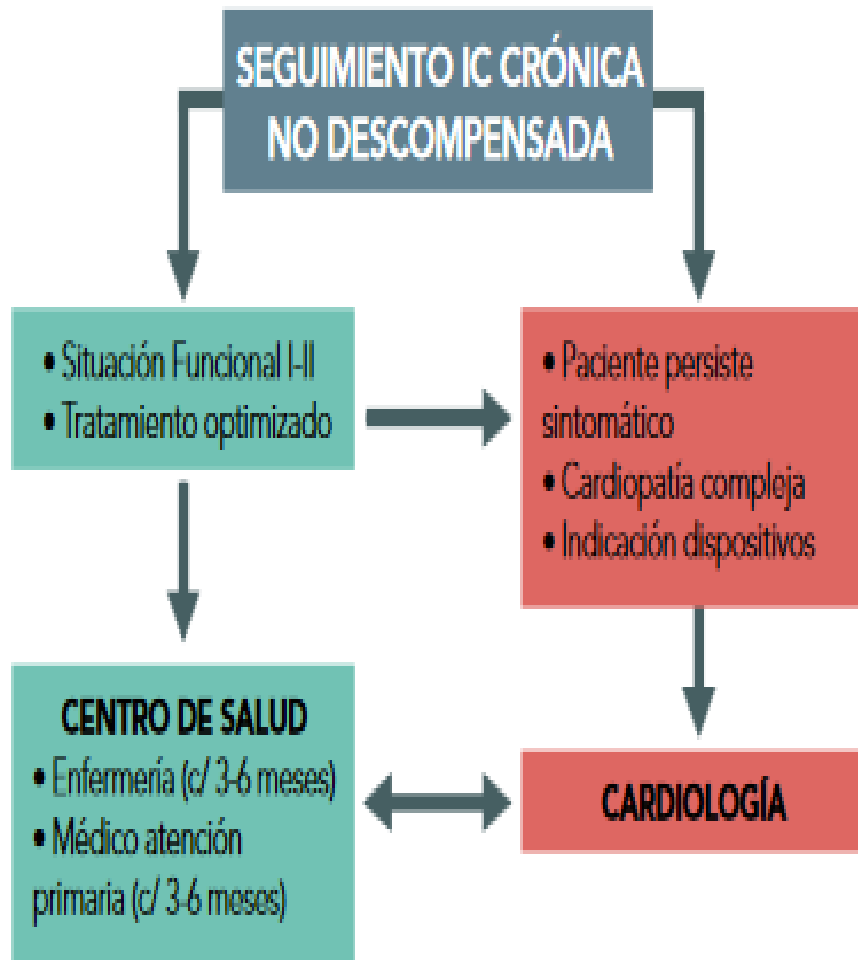 SEGUIMIENTO IC CRÓNICA
NO DESCOMPENSADA
• Situación Funcional I-II
• Tratamiento optimizado
• Paciente persiste
sintomático
• Cardiopatía compleja
• Indicación dispositivos
CENTRO DE SALUD
• Enfermería (c/ 3-6 meses)
• Médico atención
primaria (c/ 3-6 meses)
CARDIOLOGÍA